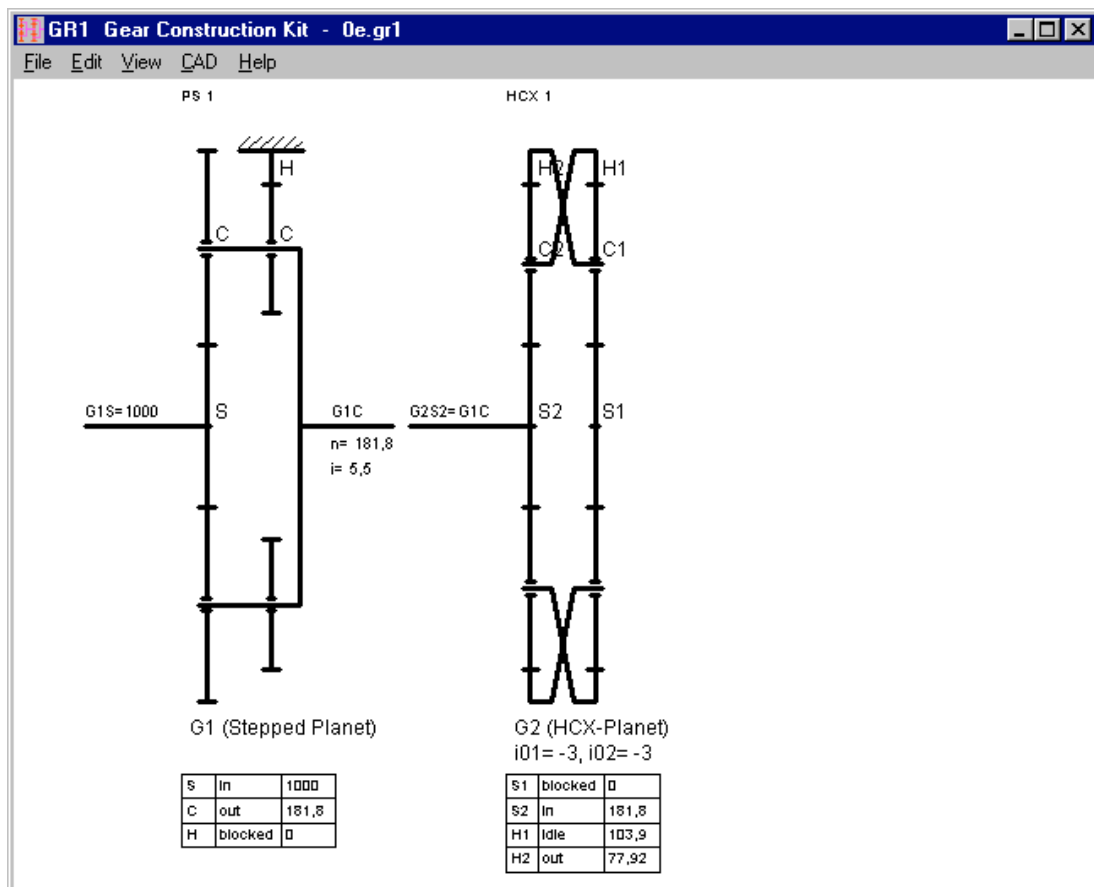 GR1 Gear Construction Kit - 0e.gr1
File Edit View CAD Help
PS 1 HCX 1
H H2 H1
C C C2 C1
G1S= 1000 S G1C G2S2= G1C S2 S1
n= 181,8
i= 5,5
G1 (Stepped Planet) G2 (HCX-Planet)
i01= -3, i02= -3
S In 1000
C out 181,8
H blocked 0
S1 blocked 0
S2 In 181,8
H1 Idle 103,9
H2 out 77,92